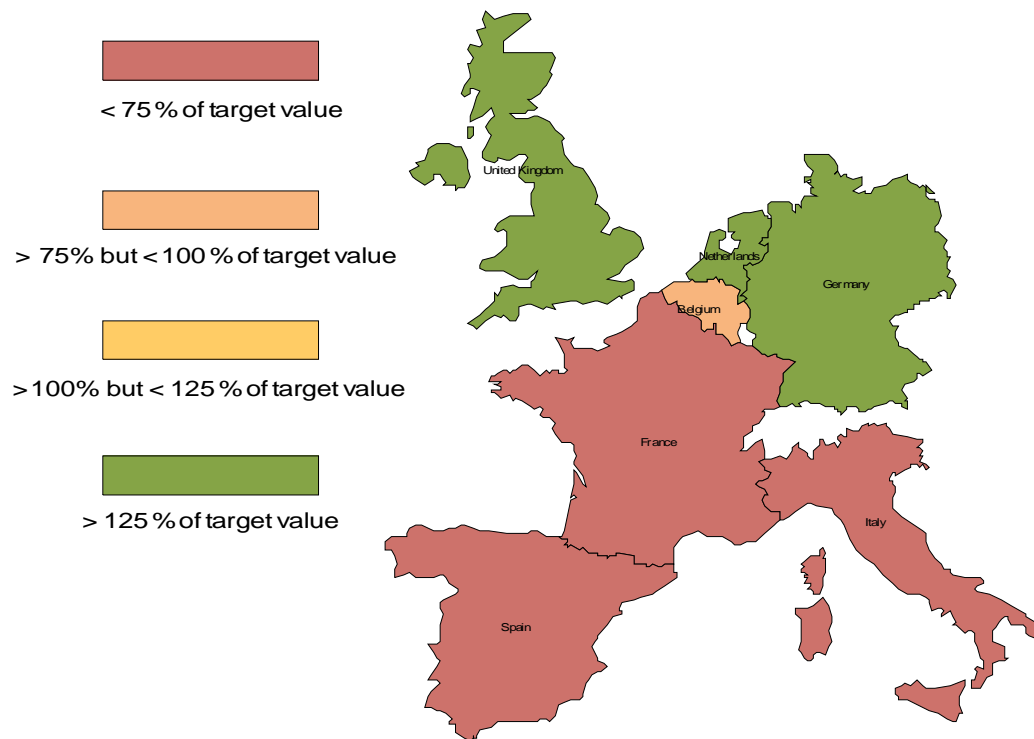 < 75 % of target value
> 75% but < 100 % of target value
>100% but < 125 % of target value
> 125 % of target value
United Kingdom
Netherlands
Germany
Belgium
France
Italy
Spain